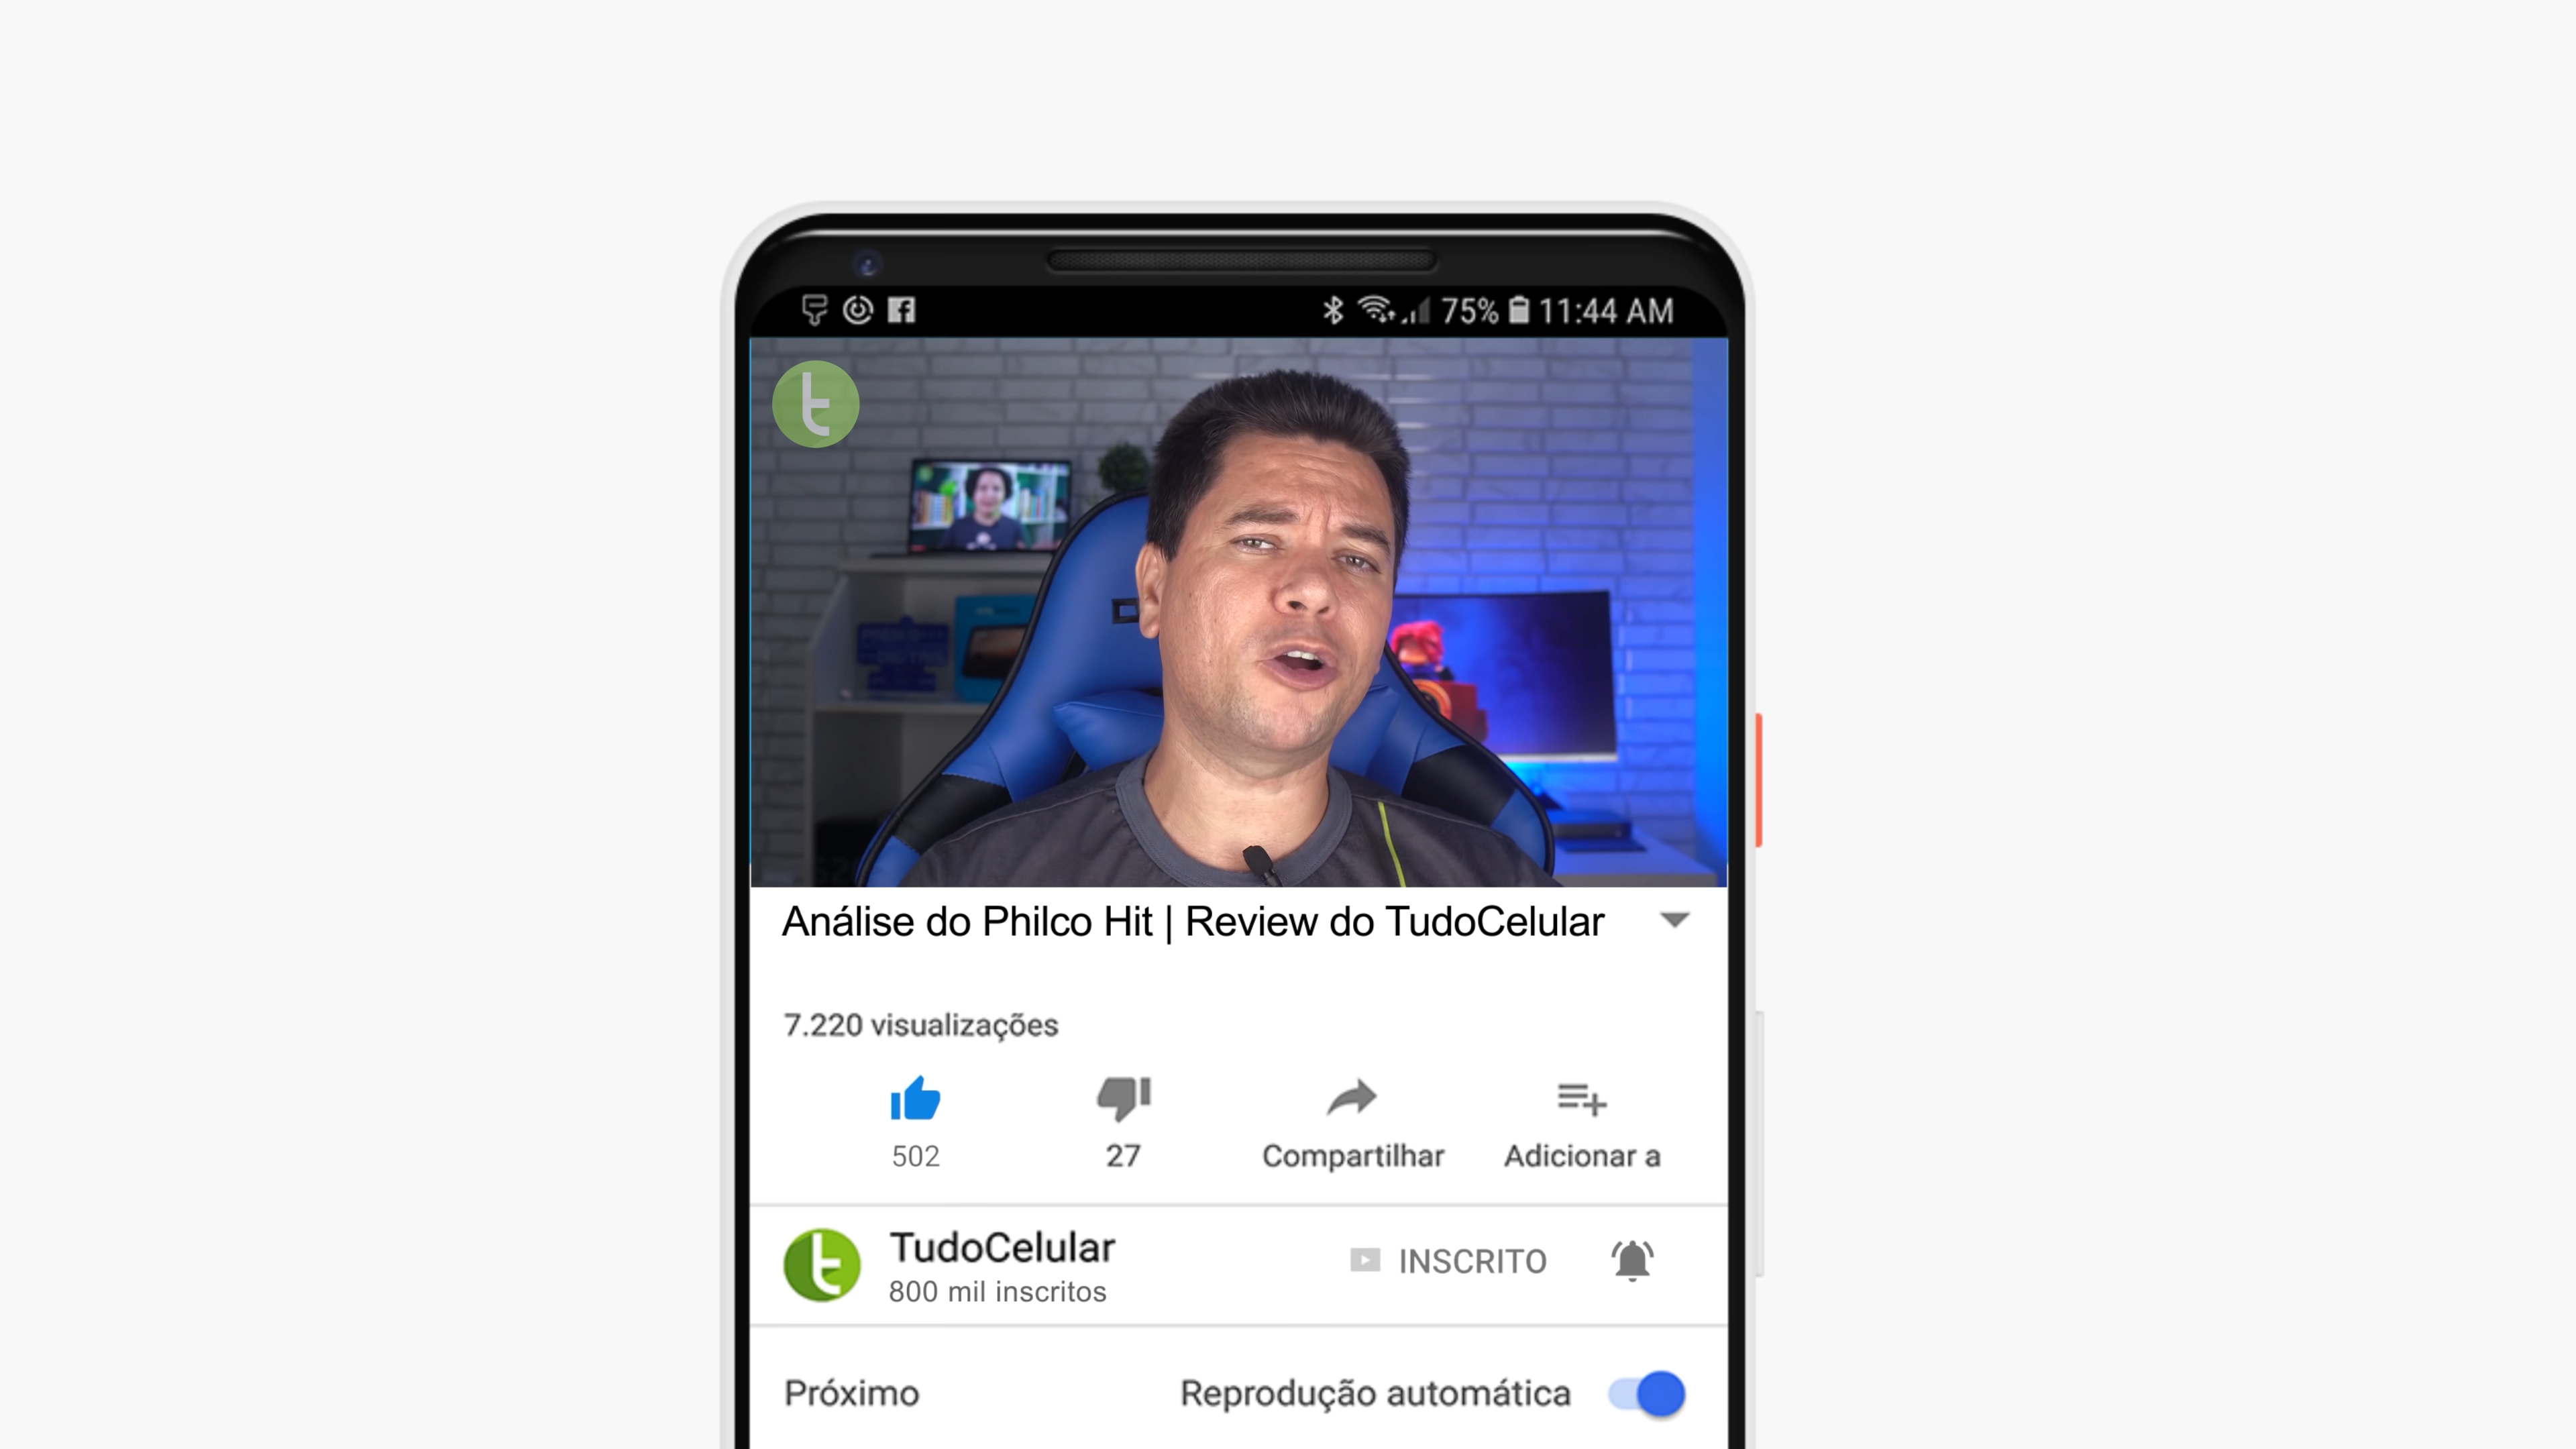 75% 11:44 AM
Análise do Philco Hit | Review do TudoCelular
7.220 visualizações
502
27
Compartilhar
Adicionar a
TudoCelular
INSCRITO
800 mil inscritos
Próximo
Reprodução automática